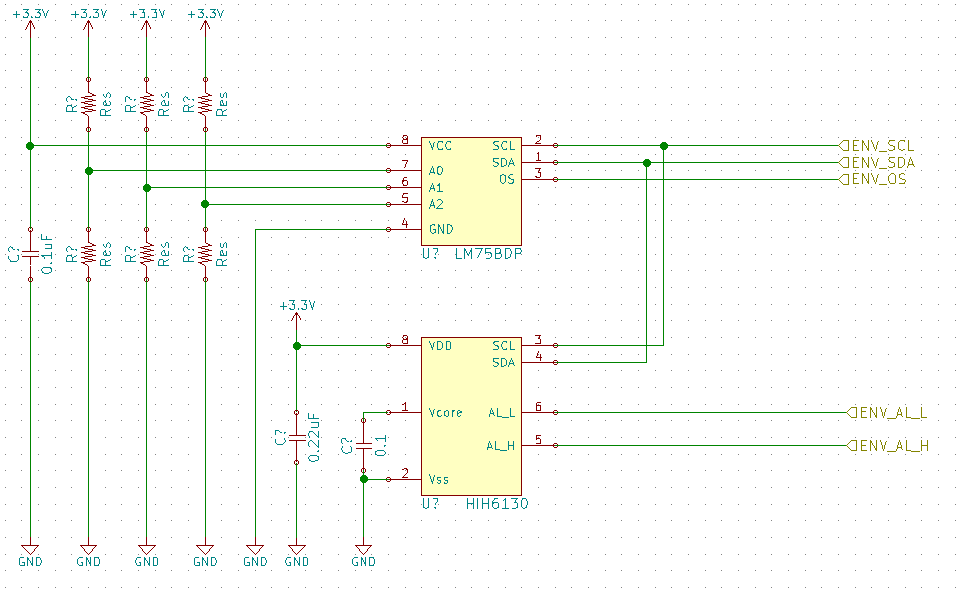 +3.3V +3.3V +3.3V +3.3V
R? Res R? Res R? Res
8 VCC SCL 2 ENV_SCL
SDA 1 ENV_SDA
7 A0 OS 3 ENV_OS
6 A1
5 A2
4 GND
U? LM75BDP
C? 0.1uF R? Res R? Res R? Res
+3.3V
8 VDD SCL 3
SDA 4
1 Vcore AL_L 6 ENV_AL_L
C? 0.22uF C? 0.1 AL_H 5 ENV_AL_H
2 Vss
U? HIH6130
GND GND GND GND GND GND GND